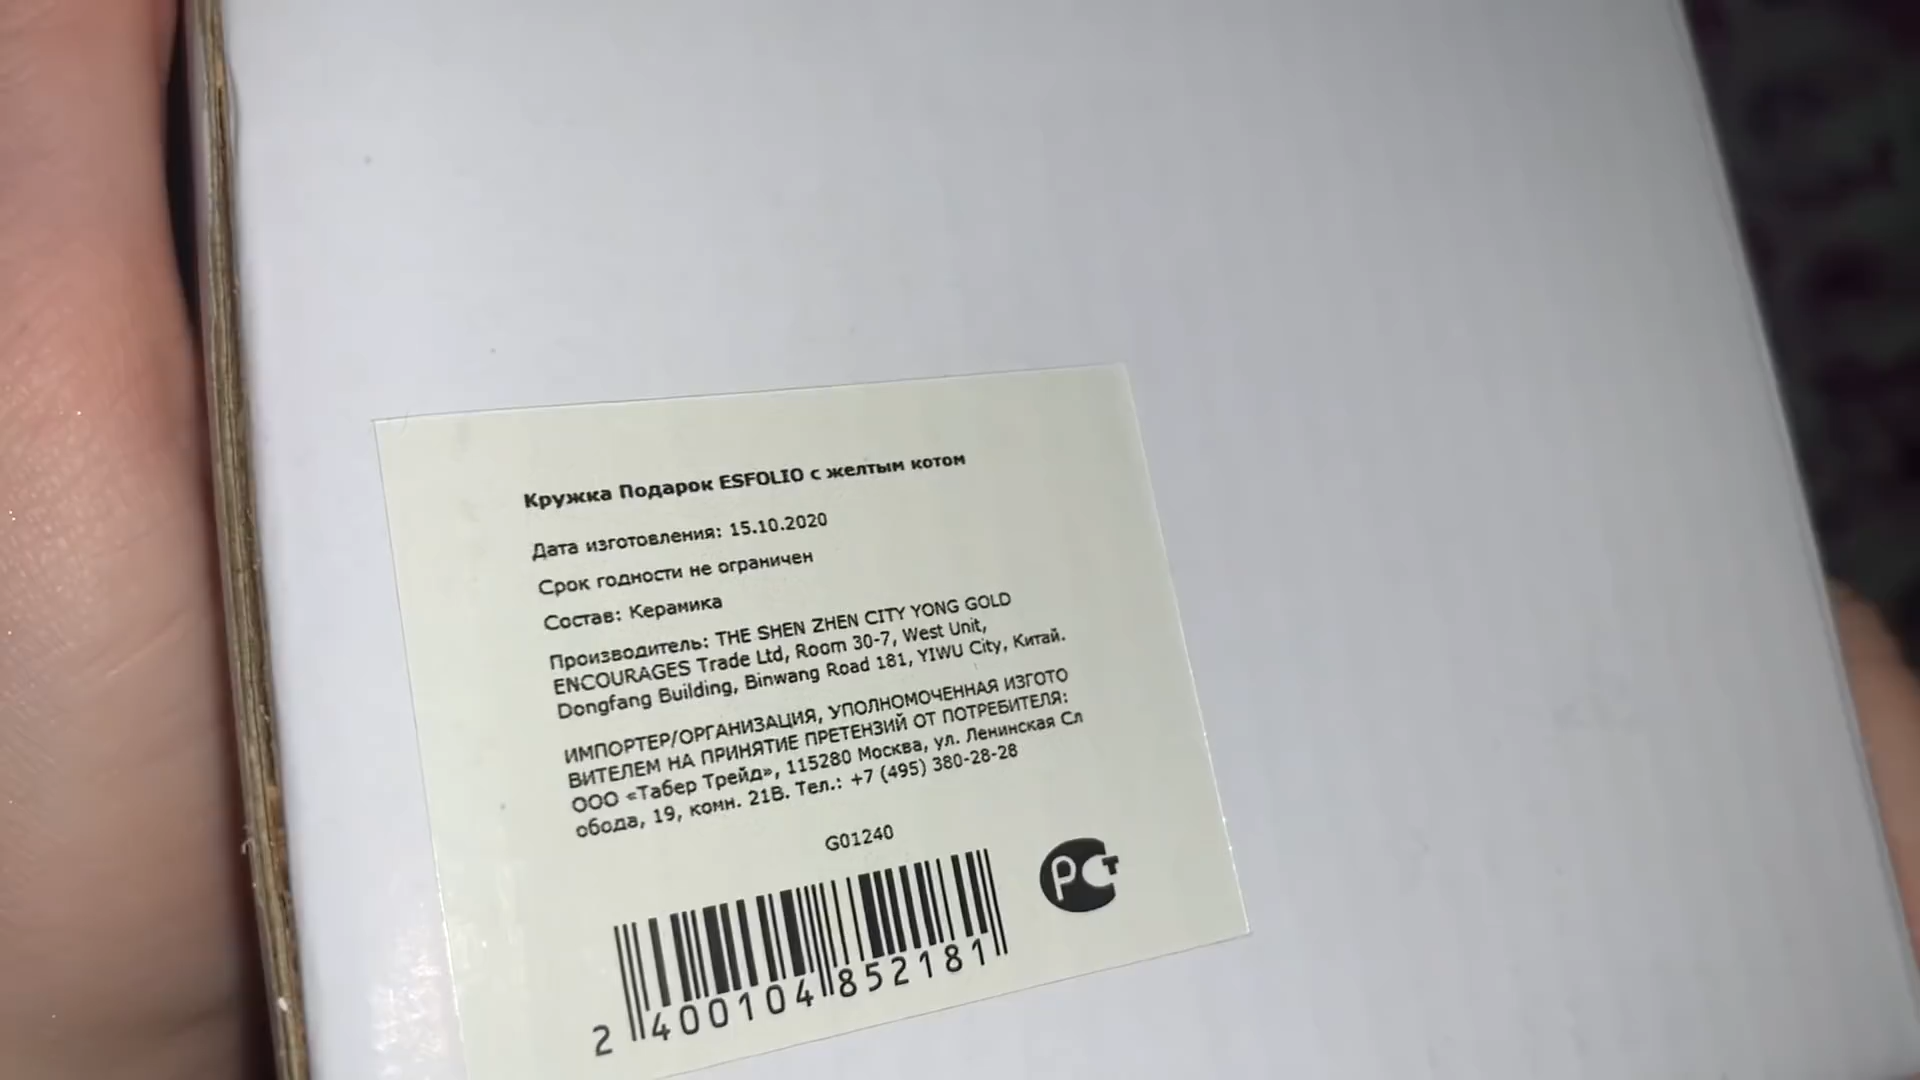 Кружка Подарок ESFOLIO с желтым котом
Дата изготовления: 15.10.2020
Срок годности не ограничен
Состав: Керамика
Производитель: THE SHEN ZHEN CITY YONG GOLD
ENCOURAGES Trade Ltd, Room 30-7, West Unit,
Dongfang Building, Binwang Road 181, YIWU City, Китай.
ИМПОРТЕР/ОРГАНИЗАЦИЯ, УПОЛНОМОЧЕННАЯ ИЗГОТО
ВИТЕЛЕМ НА ПРИНЯТИЕ ПРЕТЕНЗИЙ ОТ ПОТРЕБИТЕЛЯ:
ООО «Табер Трейд», 115280 Москва, ул. Ленинская Сл
обода, 19, комн. 21В. Тел.: +7 (495) 380-28-28
G01240
РСТ
2 400104 852181